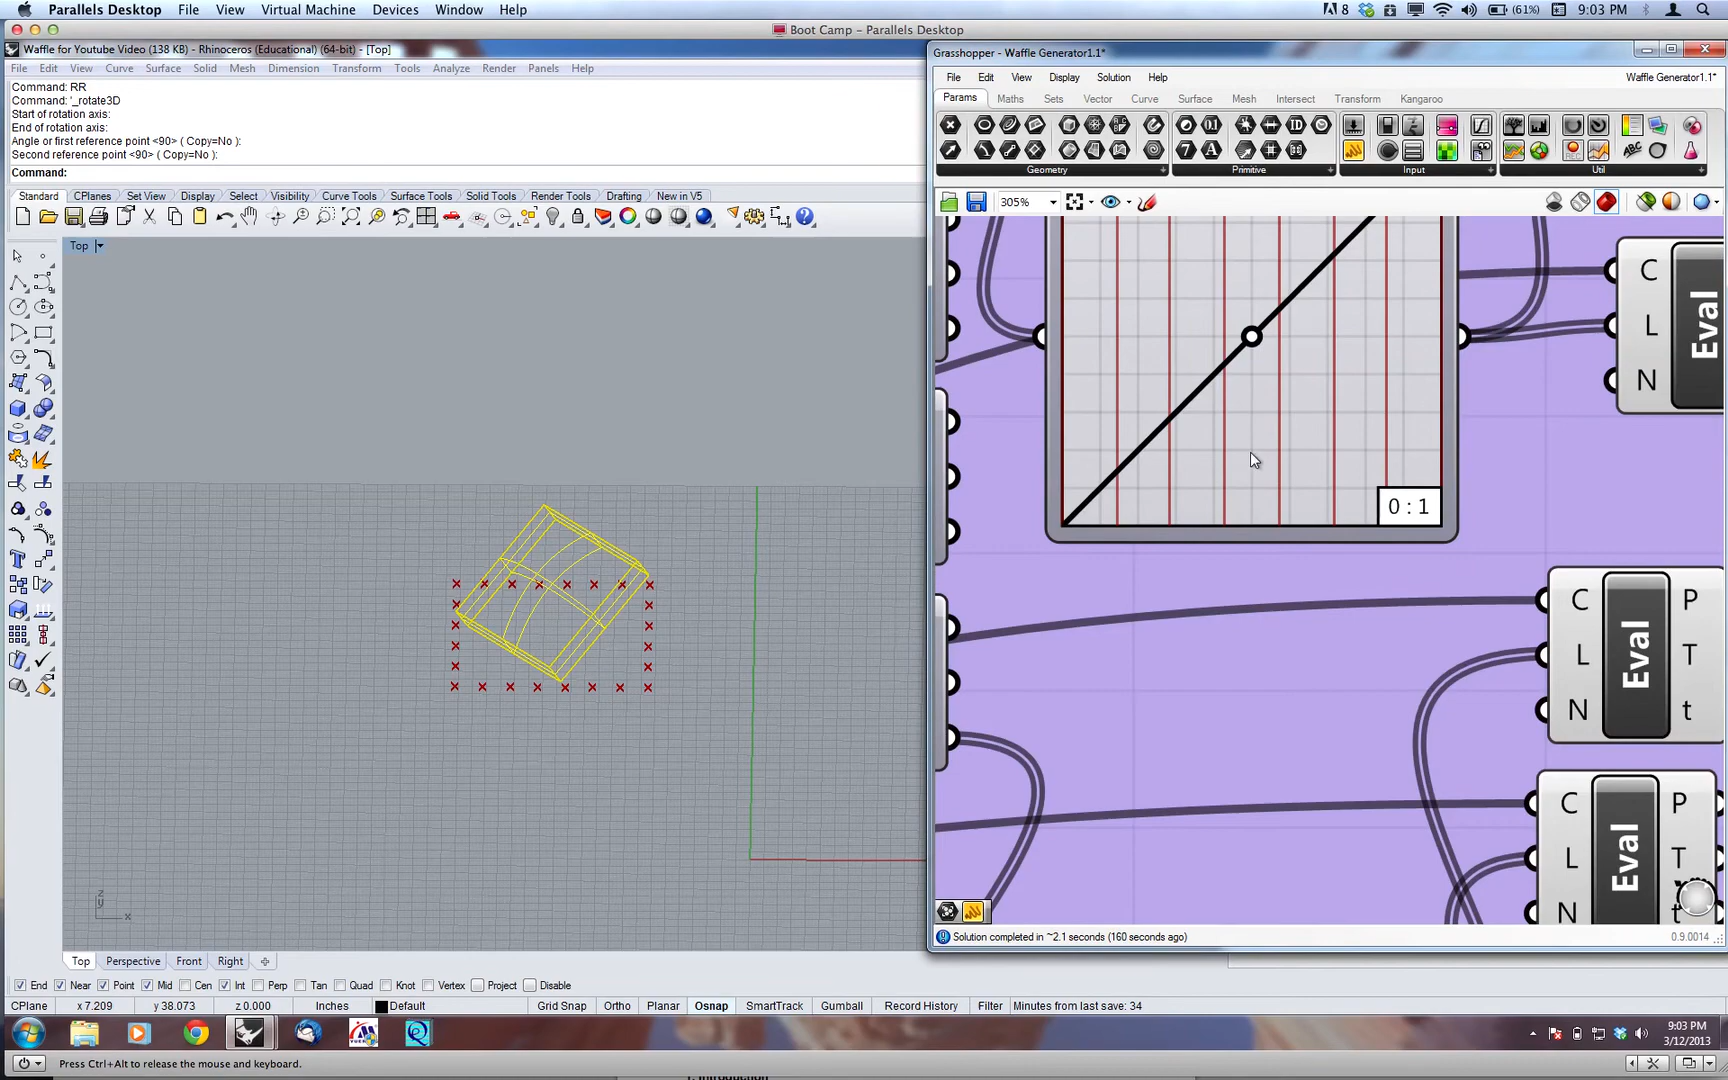 Parallels Desktop File View Virtual Machine Devices Window Help 8 (61%) 9:03 PM
Boot Camp – Parallels Desktop
Waffle for Youtube Video (138 KB) - Rhinoceros (Educational) (64-bit) - [Top]
File Edit View Curve Surface Solid Mesh Dimension Transform Tools Analyze Render Panels Help
Command: RR
Command: '_rotate3D
Start of rotation axis:
End of rotation axis:
Angle or first reference point <90> ( Copy=No ):
Second reference point <90> ( Copy=No ):
Command:
Standard CPlanes Set View Display Select Visibility Curve Tools Surface Tools Solid Tools Render Tools Drafting New in V5
Top
z
y
x
Top Perspective Front Right
End Near Point Mid Cen Int Perp Tan Quad Knot Vertex Project Disable
CPlane x 7.209 y 38.073 z 0.000 Inches Default Grid Snap Ortho Planar Osnap SmartTrack Gumball Record History Filter Minutes from last save: 34
Grasshopper - Waffle Generator1.1*
File Edit View Display Solution Help Waffle Generator1.1*
Params Maths Sets Vector Curve Surface Mesh Intersect Transform Kangaroo
Geometry Primitive Input Util
305%
C
L
N
Eval
0 : 1
C
L
N
Eval
P
T
t
C
L
N
Eval
P
T
t
Solution completed in ~2.1 seconds (160 seconds ago) 0.9.0014
9:03 PM
3/12/2013
Press Ctrl+Alt to release the mouse and keyboard.